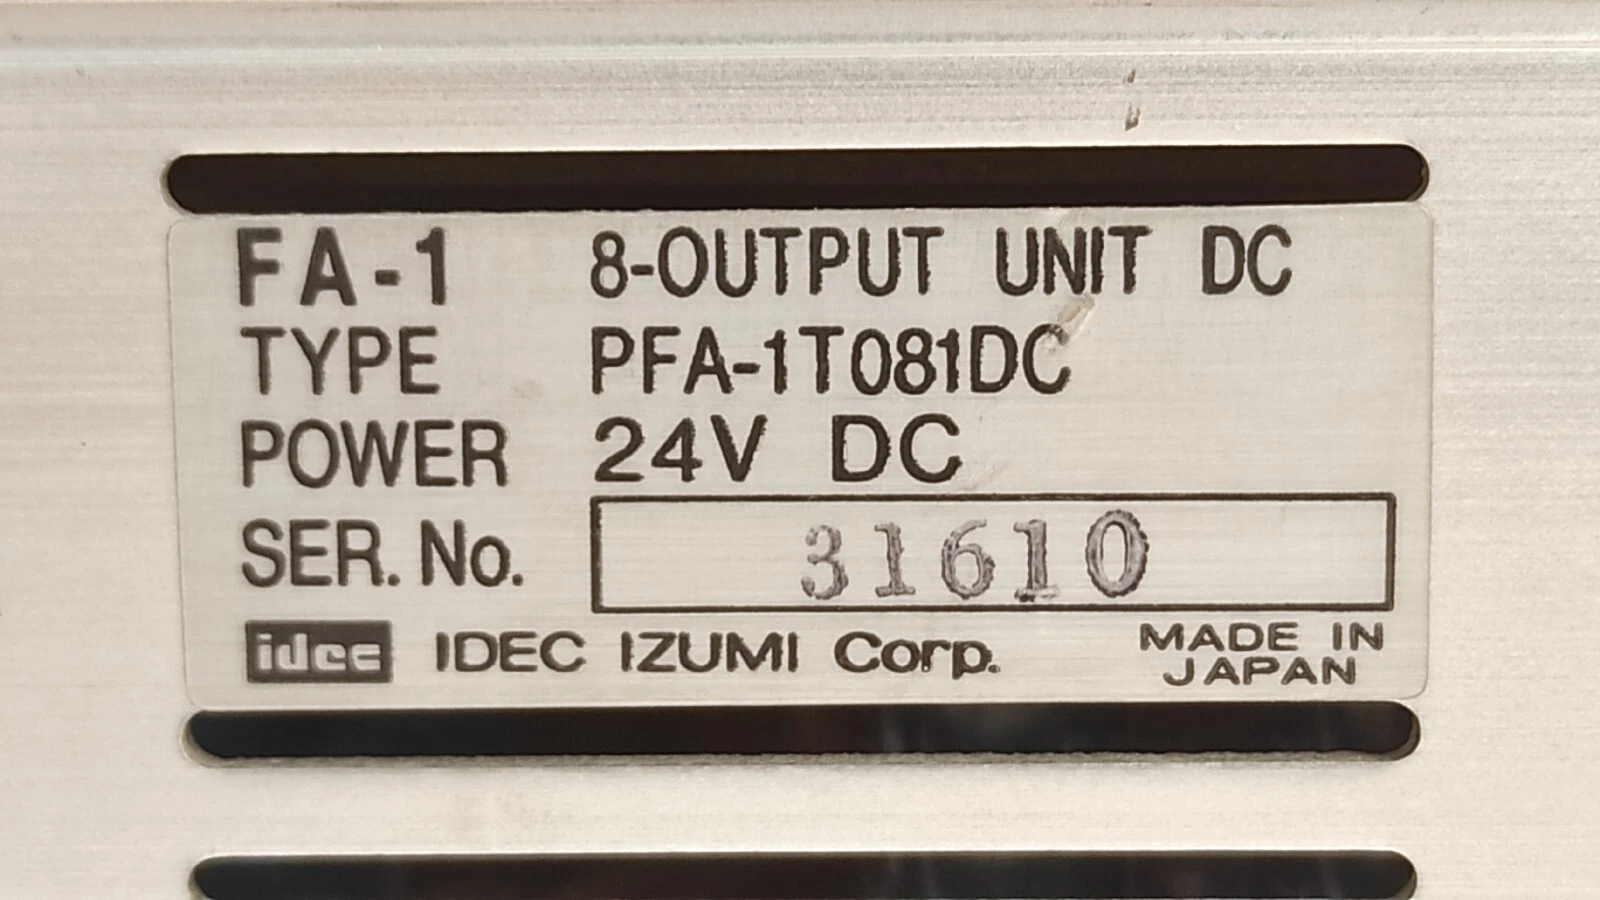 FA-1 8-OUTPUT UNIT DC
TYPE PFA-1T081DC
POWER 24V DC
SER. No. 31610
idec IDEC IZUMI Corp. MADE IN
JAPAN